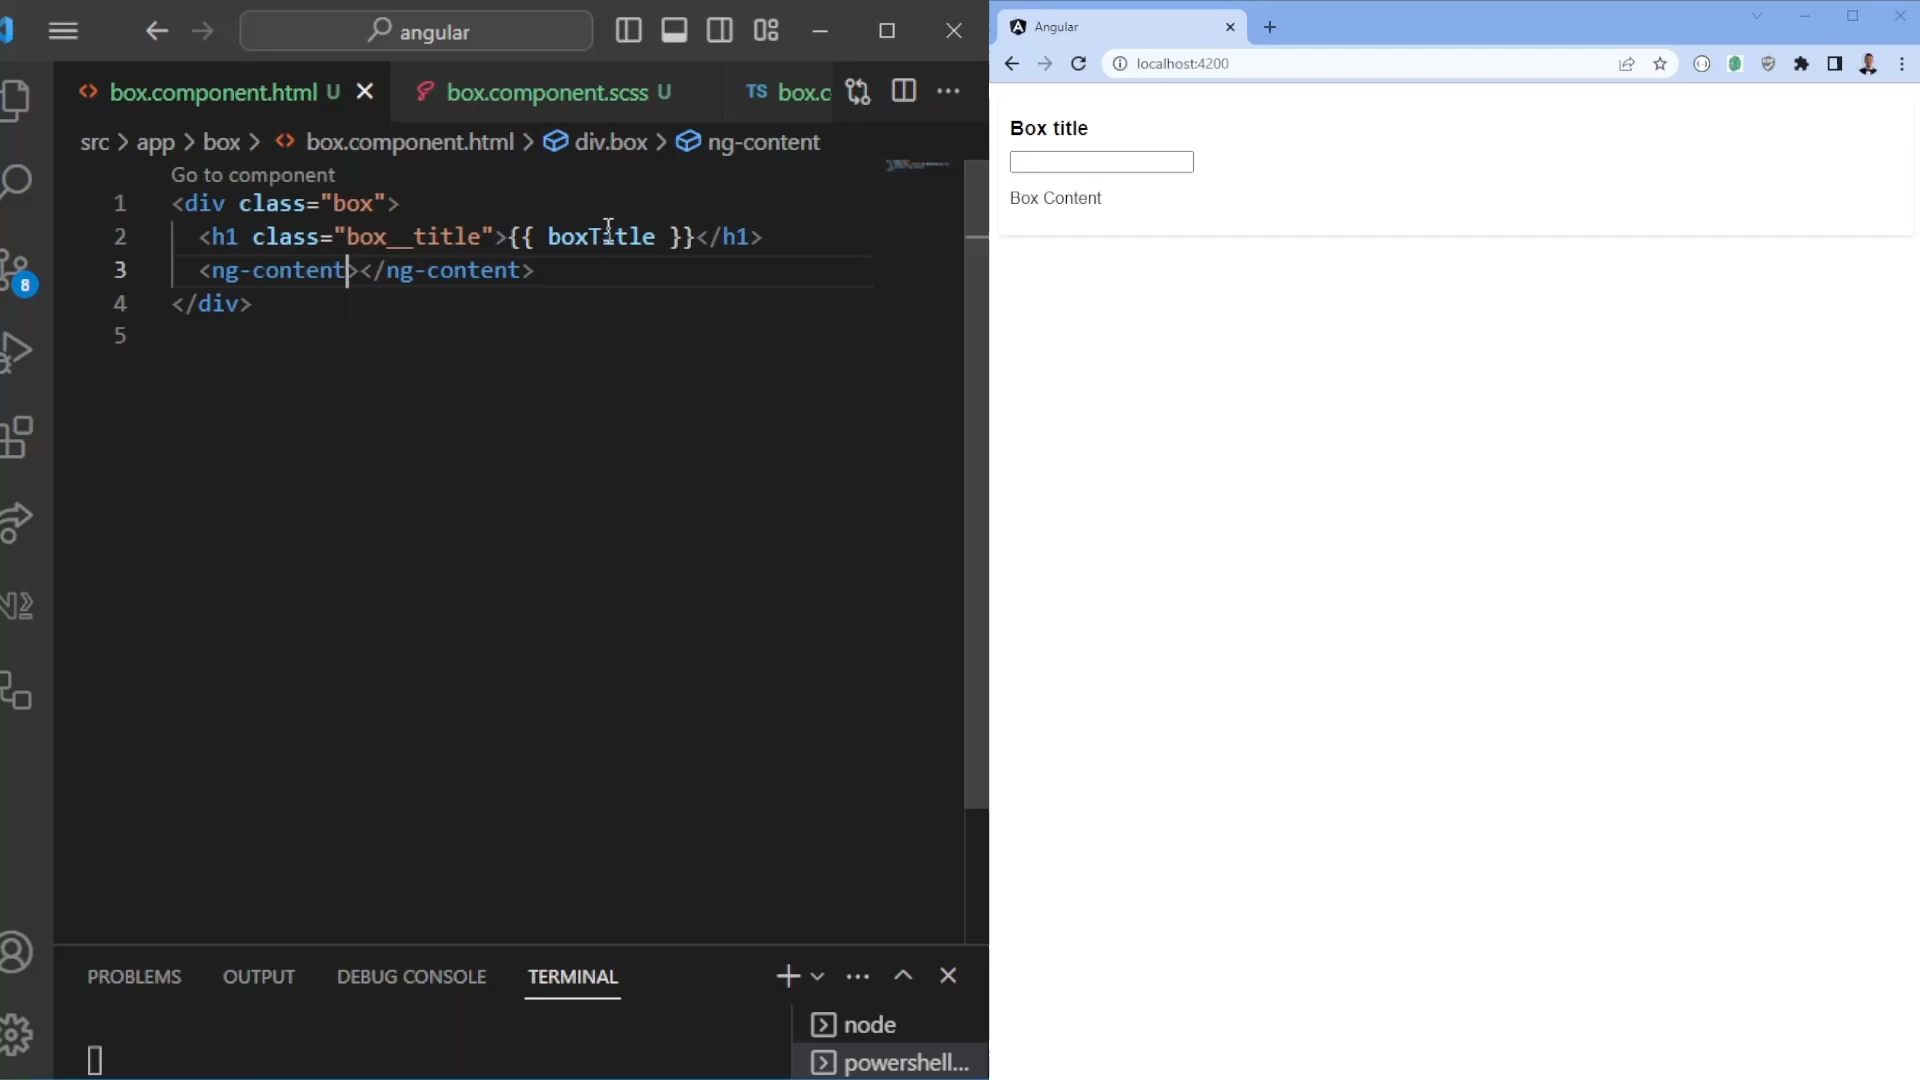 angular
box.component.html U
box.component.scss U
TS box.c
src > app > box > box.component.html > div.box > ng-content
Go to component
1 <div class="box">
2 <h1 class="box__title">{{ boxTitle }}</h1>
3 <ng-content></ng-content>
4 </div>
5
8
PROBLEMS OUTPUT DEBUG CONSOLE TERMINAL
node
powershell...
Angular
localhost:4200
Box title
Box Content